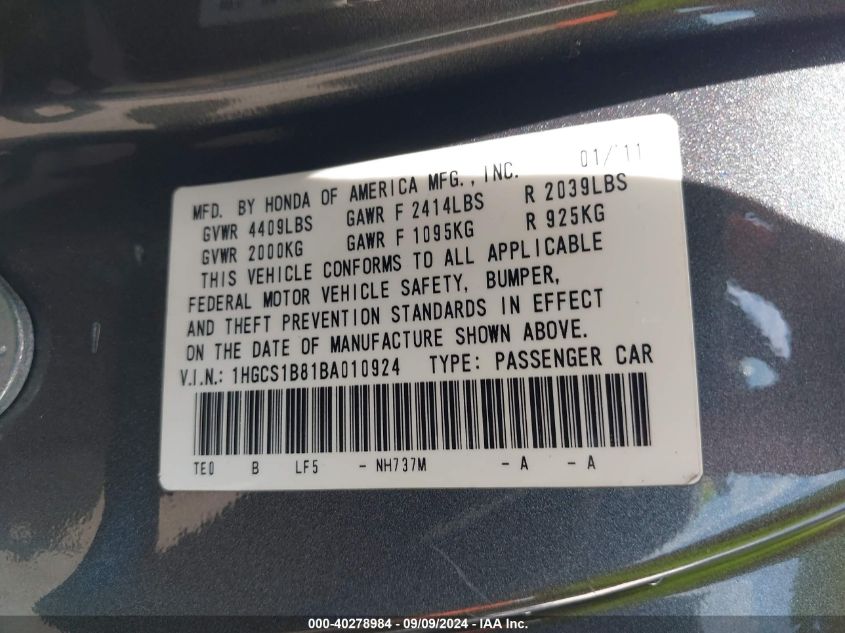 01/'11
MFD. BY HONDA OF AMERICA MFG., INC.
GVWR 4409LBS GAWR F 2414LBS R 2039LBS
GVWR 2000KG GAWR F 1095KG R 925KG
THIS VEHICLE CONFORMS TO ALL APPLICABLE
FEDERAL MOTOR VEHICLE SAFETY, BUMPER,
AND THEFT PREVENTION STANDARDS IN EFFECT
ON THE DATE OF MANUFACTURE SHOWN ABOVE.
V.I.N.: 1HGCS1B81BA010924 TYPE: PASSENGER CAR
TE0 B LF5 - NH737M - A - A
000-40278984 - 09/09/2024 - IAA Inc.